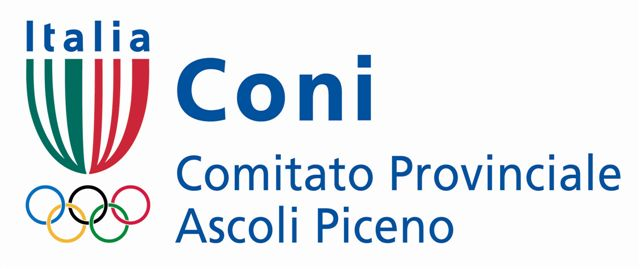 Italia
Coni
Comitato Provinciale
Ascoli Piceno